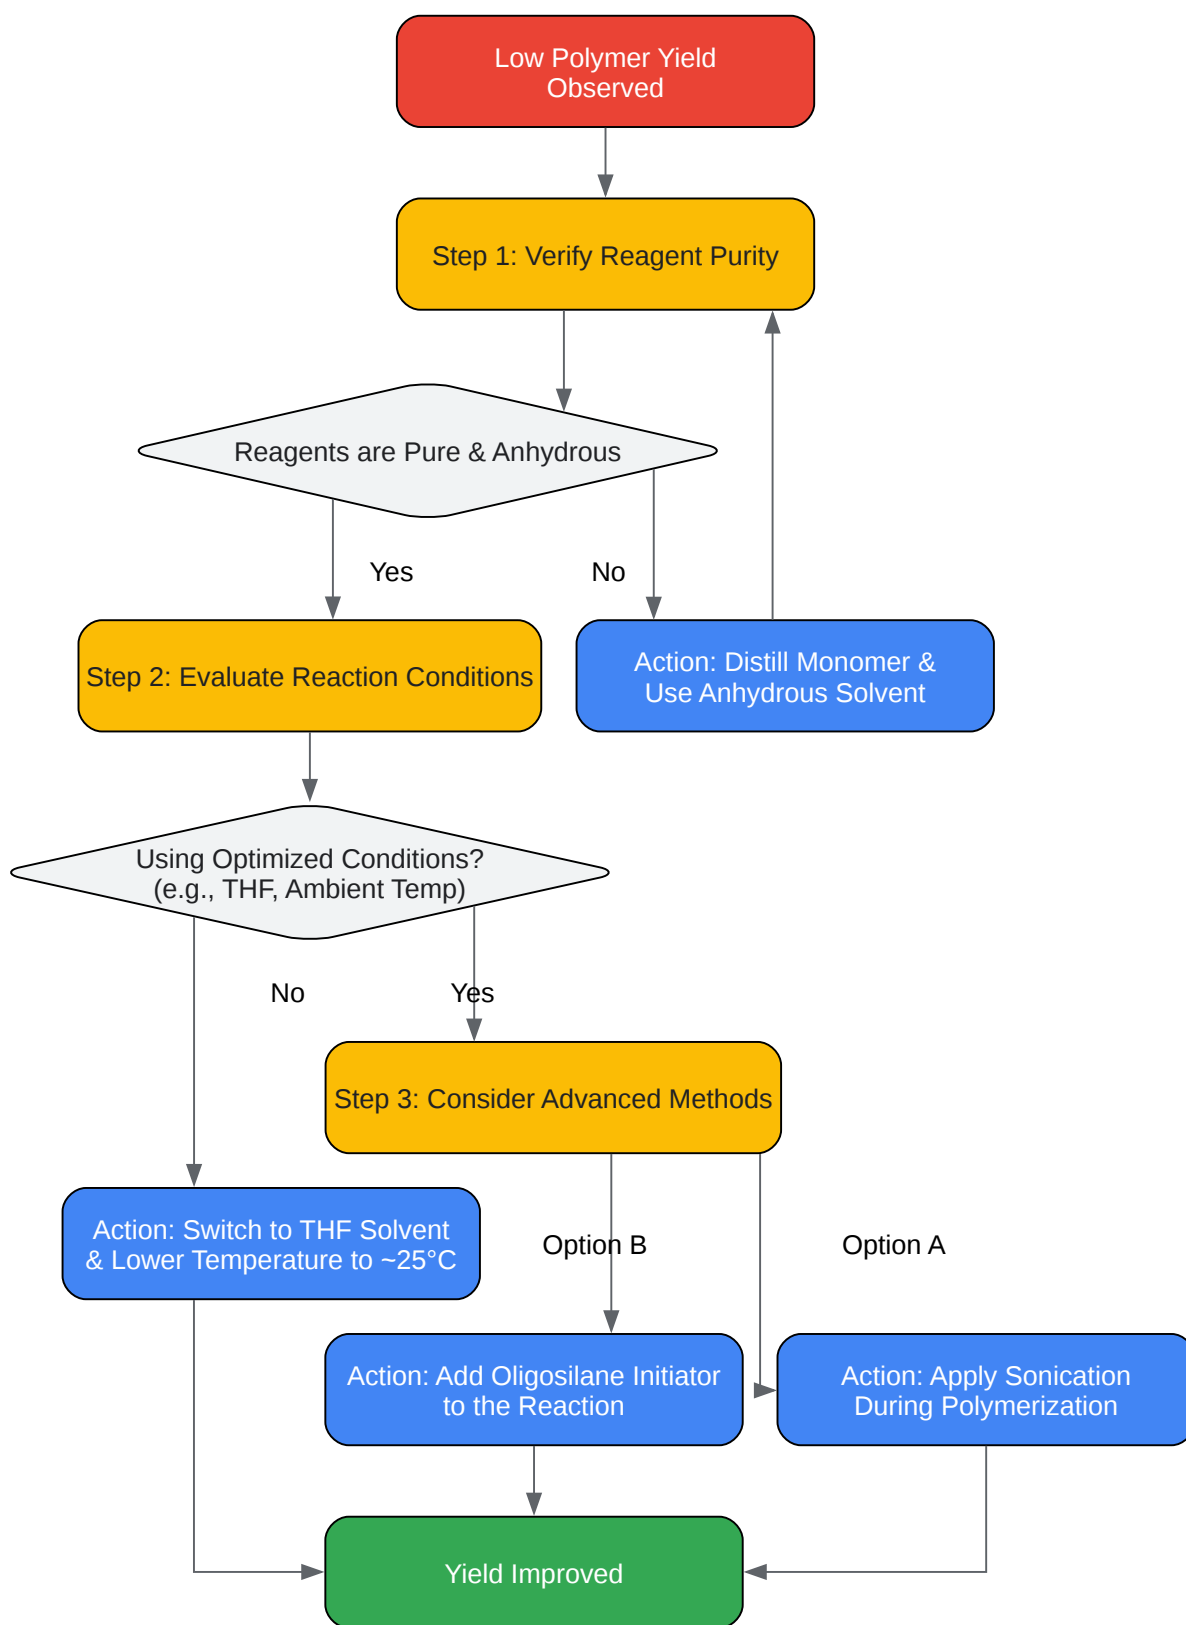 Low Polymer Yield
Observed
Step 1: Verify Reagent Purity
Reagents are Pure & Anhydrous
Yes
No
Step 2: Evaluate Reaction Conditions
Action: Distill Monomer &
Use Anhydrous Solvent
Using Optimized Conditions?
(e.g., THF, Ambient Temp)
No
Yes
Step 3: Consider Advanced Methods
Action: Switch to THF Solvent
& Lower Temperature to ~25°C
Option B
Option A
Action: Add Oligosilane Initiator
to the Reaction
Action: Apply Sonication
During Polymerization
Yield Improved